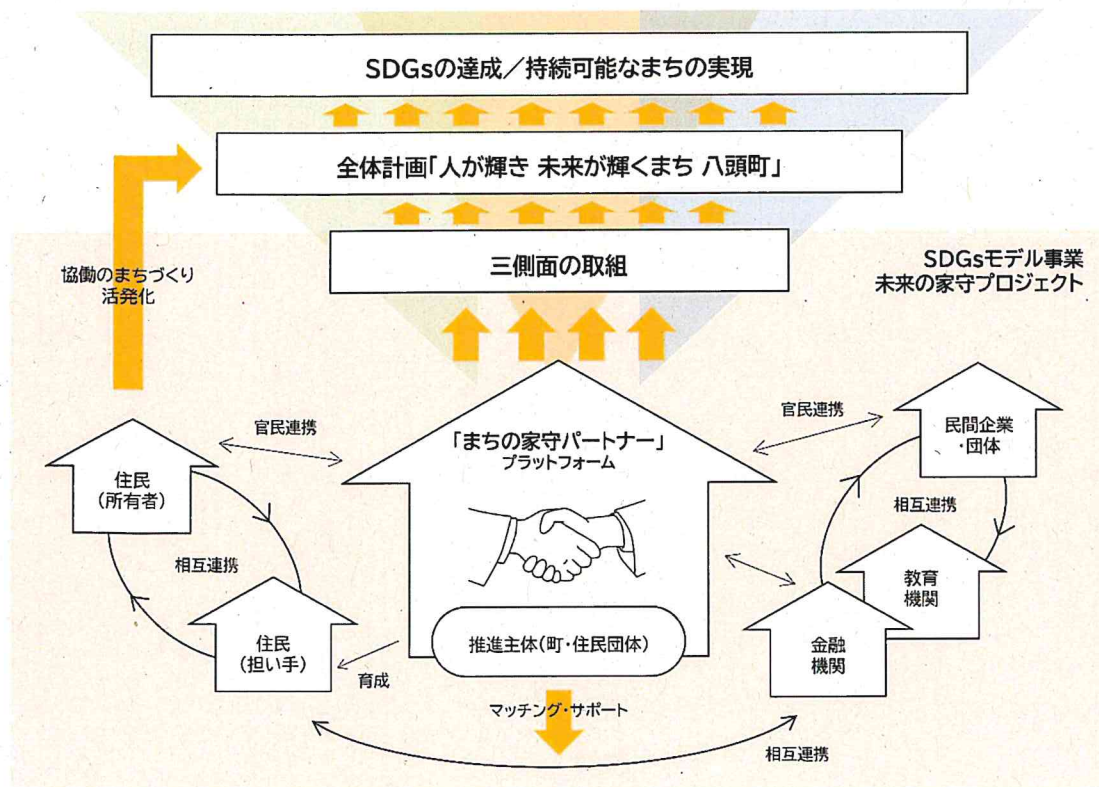 SDGsの達成／持続可能なまちの実現
全体計画「人が輝き 未来が輝くまち 八頭町」
三側面の取組
協働のまちづくり
活発化
SDGsモデル事業
未来の家守プロジェクト
官民連携
「まちの家守パートナー」
プラットフォーム
官民連携
民間企業
・団体
住民
（所有者）
相互連携
相互連携
教育
機関
住民
（担い手）
育成
推進主体（町・住民団体）
金融
機関
マッチング・サポート
相互連携